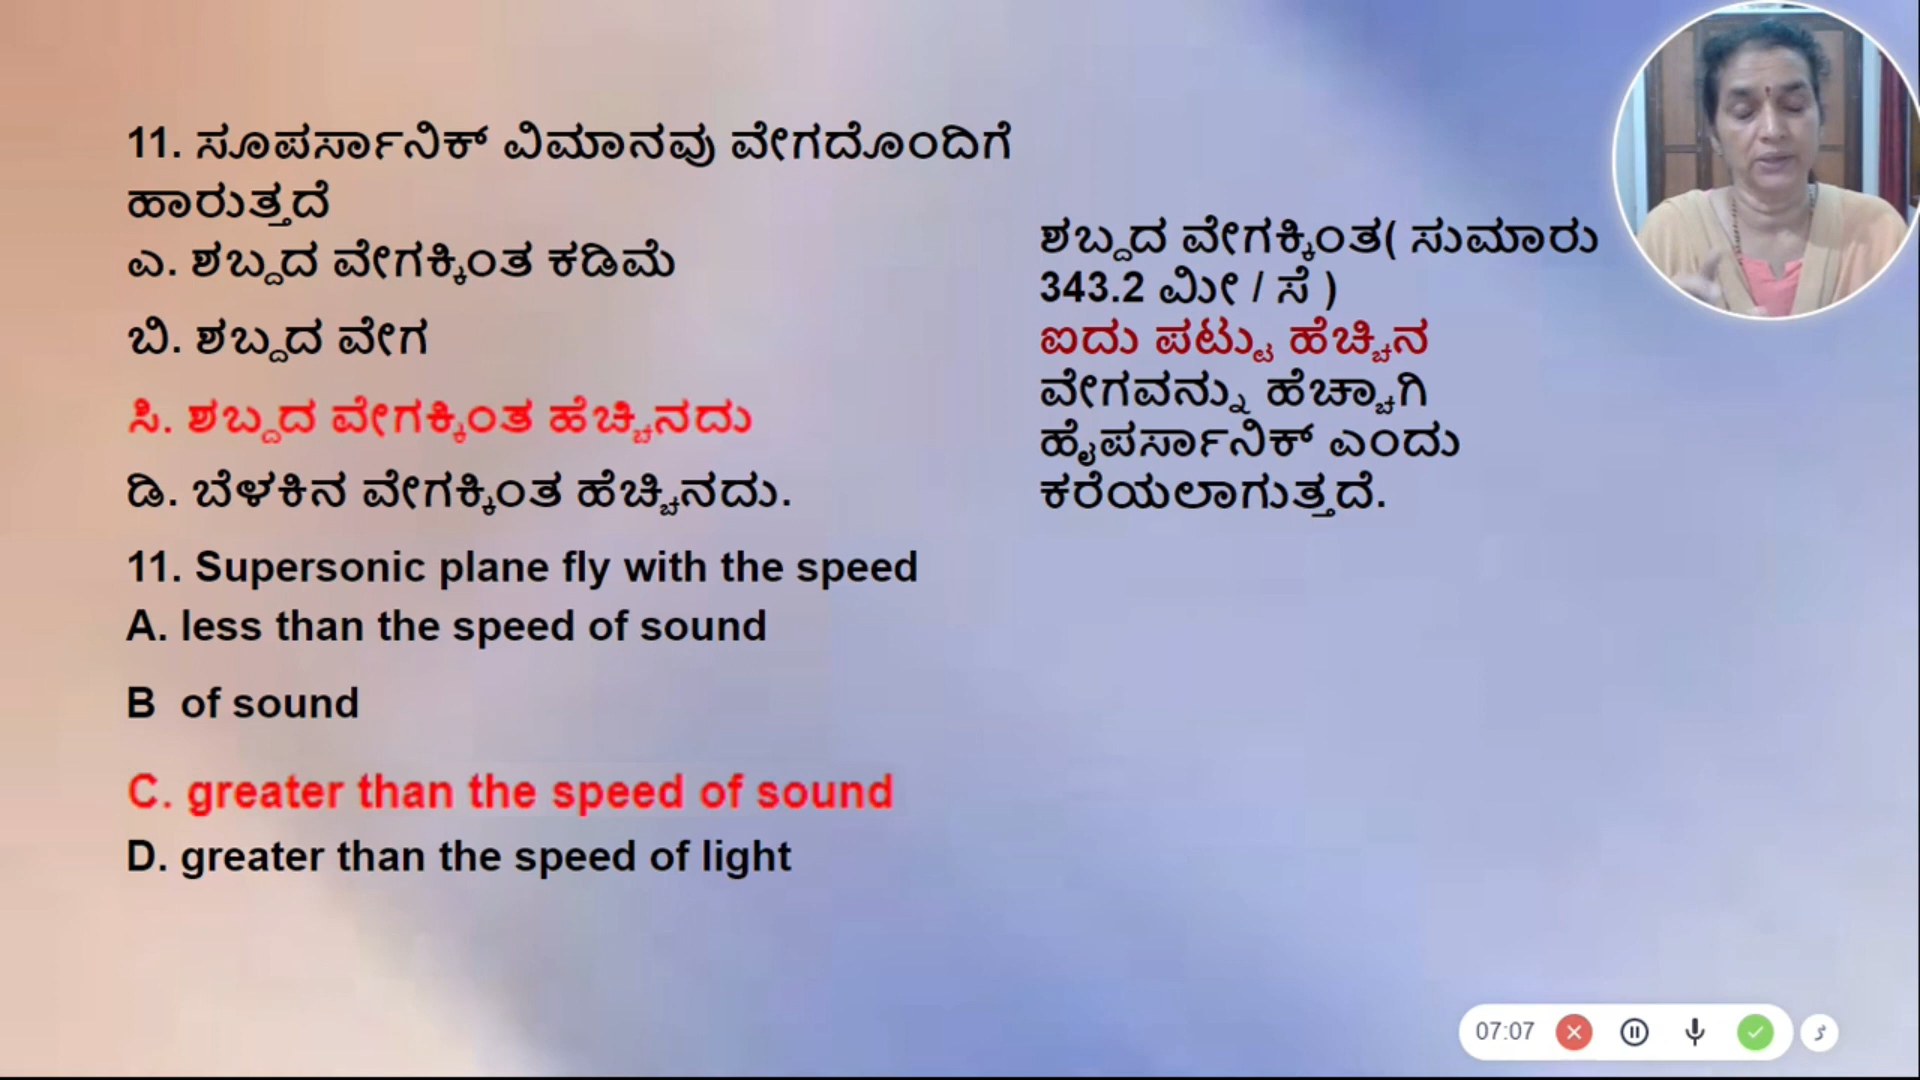 11. ಸೂಪರ್ಸಾನಿಕ್ ವಿಮಾನವು ವೇಗದೊಂದಿಗೆ
ಹಾರುತ್ತದೆ
ಎ. ಶಬ್ದದ ವೇಗಕ್ಕಿಂತ ಕಡಿಮೆ
ಬಿ. ಶಬ್ದದ ವೇಗ
ಸಿ. ಶಬ್ದದ ವೇಗಕ್ಕಿಂತ ಹೆಚ್ಚಿನದು
ಡಿ. ಬೆಳಕಿನ ವೇಗಕ್ಕಿಂತ ಹೆಚ್ಚಿನದು.
11. Supersonic plane fly with the speed
A. less than the speed of sound
B of sound
C. greater than the speed of sound
D. greater than the speed of light
ಶಬ್ದದ ವೇಗಕ್ಕಿಂತ( ಸುಮಾರು
343.2 ಮೀ / ಸೆ )
ಐದು ಪಟ್ಟು ಹೆಚ್ಚಿನ
ವೇಗವನ್ನು ಹೆಚ್ಚಾಗಿ
ಹೈಪರ್ಸಾನಿಕ್ ಎಂದು
ಕರೆಯಲಾಗುತ್ತದೆ.
07:07